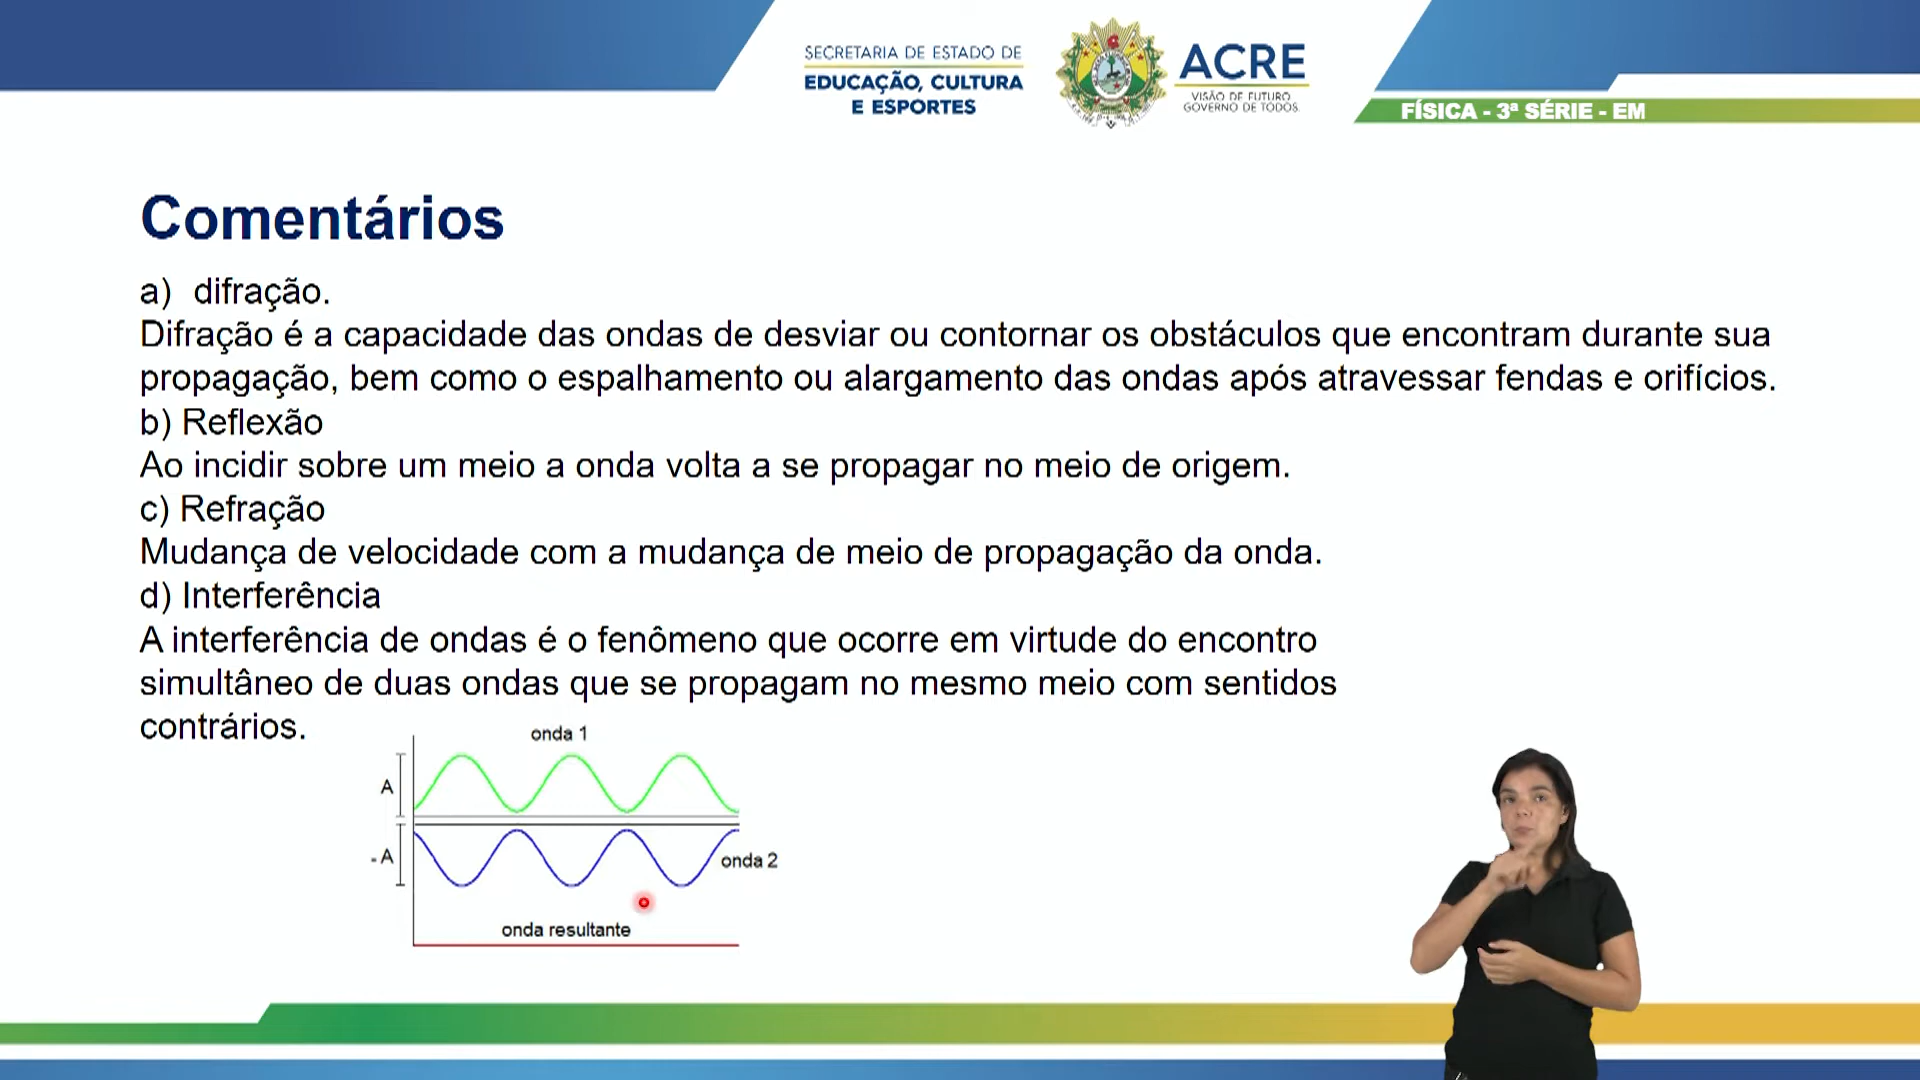 SECRETARIA DE ESTADO DE
EDUCAÇÃO, CULTURA
E ESPORTES
ACRE
VISÃO DE FUTURO
GOVERNO DE TODOS.
FÍSICA - 3ª SÉRIE - EM
Comentários
a) difração.
Difração é a capacidade das ondas de desviar ou contornar os obstáculos que encontram durante sua
propagação, bem como o espalhamento ou alargamento das ondas após atravessar fendas e orifícios.
b) Reflexão
Ao incidir sobre um meio a onda volta a se propagar no meio de origem.
c) Refração
Mudança de velocidade com a mudança de meio de propagação da onda.
d) Interferência
A interferência de ondas é o fenômeno que ocorre em virtude do encontro
simultâneo de duas ondas que se propagam no mesmo meio com sentidos
contrários.
onda 1
A
- A
onda 2
onda resultante